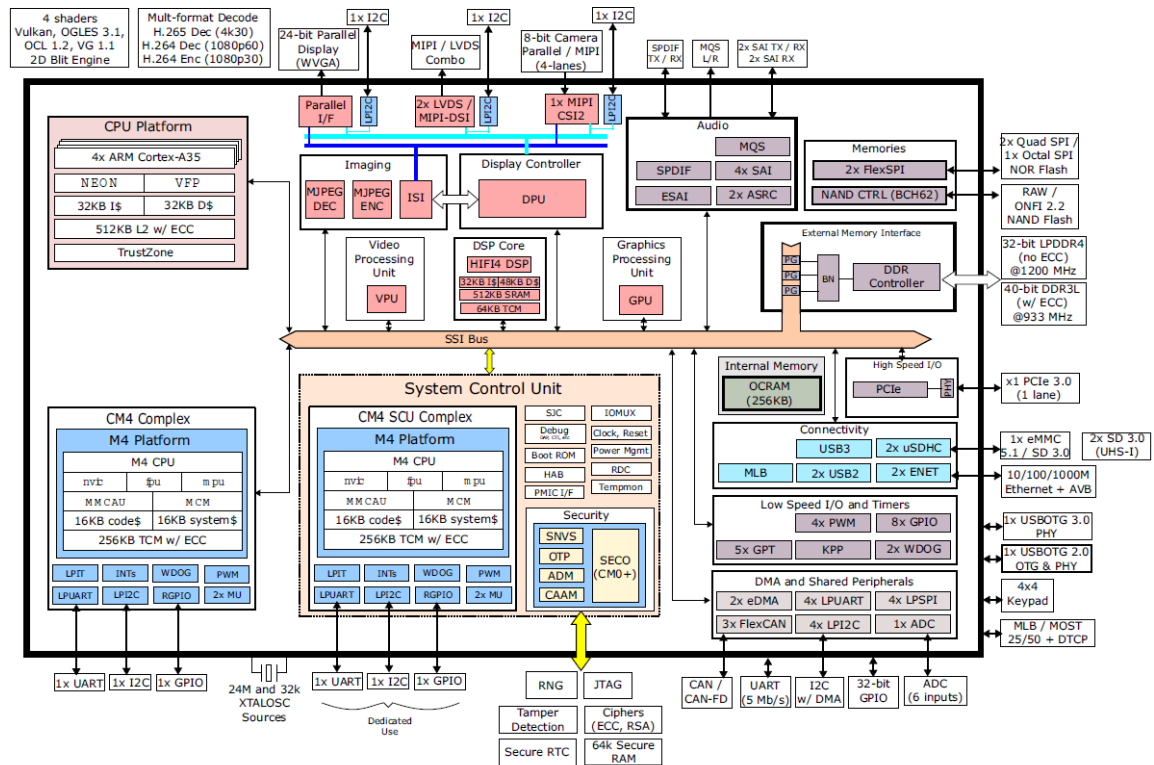 4 shaders
Vulkan, OGLES 3.1,
OCL 1.2, VG 1.1
2D Blit Engine
Mult-format Decode
H.265 Dec (4k30)
H.264 Dec (1080p60)
H.264 Enc (1080p30)
1x I2C
24-bit Parallel
Display
(WVGA)
1x I2C
MIPI / LVDS
Combo
1x I2C
8-bit Camera
Parallel / MIPI
(4-lanes)
SPDIF
TX / RX
MQS
L/R
2x SAI TX / RX
2x SAI RX
Parallel
I/F
LPI2C
2x LVDS /
MIPI-DSI
LPI2C
1x MIPI
CSI2
LPI2C
CPU Platform
4x ARM Cortex-A35
NEON
VFP
32KB I$
32KB D$
512KB L2 w/ ECC
TrustZone
Imaging
MJPEG
DEC
MJPEG
ENC
ISI
Display Controller
DPU
Audio
MQS
SPDIF
4x SAI
ESAI
2x ASRC
Memories
2x FlexSPI
NAND CTRL (BCH62)
2x Quad SPI /
1x Octal SPI
NOR Flash
RAW /
ONFI 2.2
NAND Flash
Video
Processing
Unit
VPU
DSP Core
HIFI4 DSP
32KB I$
48KB D$
512KB SRAM
64KB TCM
Graphics
Processing
Unit
GPU
External Memory Interface
PG
PG
PG
BN
DDR
Controller
32-bit LPDDR4
(no ECC)
@1200 MHz
40-bit DDR3L
(w/ ECC)
@933 MHz
SSI Bus
Internal Memory
OCRAM
(256KB)
High Speed I/O
PCIe
PHY
x1 PCIe 3.0
(1 lane)
CM4 Complex
M4 Platform
M4 CPU
nvic
fpu
mpu
MMCAU
MCM
16KB code$
16KB system$
256KB TCM w/ ECC
LPIT
INTs
WDOG
PWM
LPUART
LPI2C
RGPIO
2x MU
System Control Unit
CM4 SCU Complex
M4 Platform
M4 CPU
nvic
fpu
mpu
MMCAU
MCM
16KB code$
16KB system$
256KB TCM w/ ECC
LPIT
INTs
WDOG
PWM
LPUART
LPI2C
RGPIO
2x MU
SJC
IOMUX
Debug
DAP, CTI, etc
Clock, Reset
Boot ROM
Power Mgmt
HAB
RDC
PMIC I/F
Tempmon
Security
SNVS
OTP
ADM
CAAM
SECO
(CM0+)
Connectivity
USB3
2x uSDHC
MLB
2x USB2
2x ENET
1x eMMC
5.1 / SD 3.0
2x SD 3.0
(UHS-I)
10/100/1000M
Ethernet + AVB
Low Speed I/O and Timers
4x PWM
8x GPIO
5x GPT
KPP
2x WDOG
1x USBOTG 3.0
PHY
1x USBOTG 2.0
OTG & PHY
DMA and Shared Peripherals
2x eDMA
4x LPUART
4x LPSPI
3x FlexCAN
4x LPI2C
1x ADC
4x4
Keypad
MLB / MOST
25/50 + DTCP
1x UART
1x I2C
1x GPIO
24M and 32k
XTALOSC
Sources
1x UART
1x I2C
1x GPIO
Dedicated
Use
RNG
JTAG
Tamper
Detection
Ciphers
(ECC, RSA)
Secure RTC
64k Secure
RAM
CAN /
CAN-FD
UART
(5 Mb/s)
I2C
w/ DMA
32-bit
GPIO
ADC
(6 inputs)